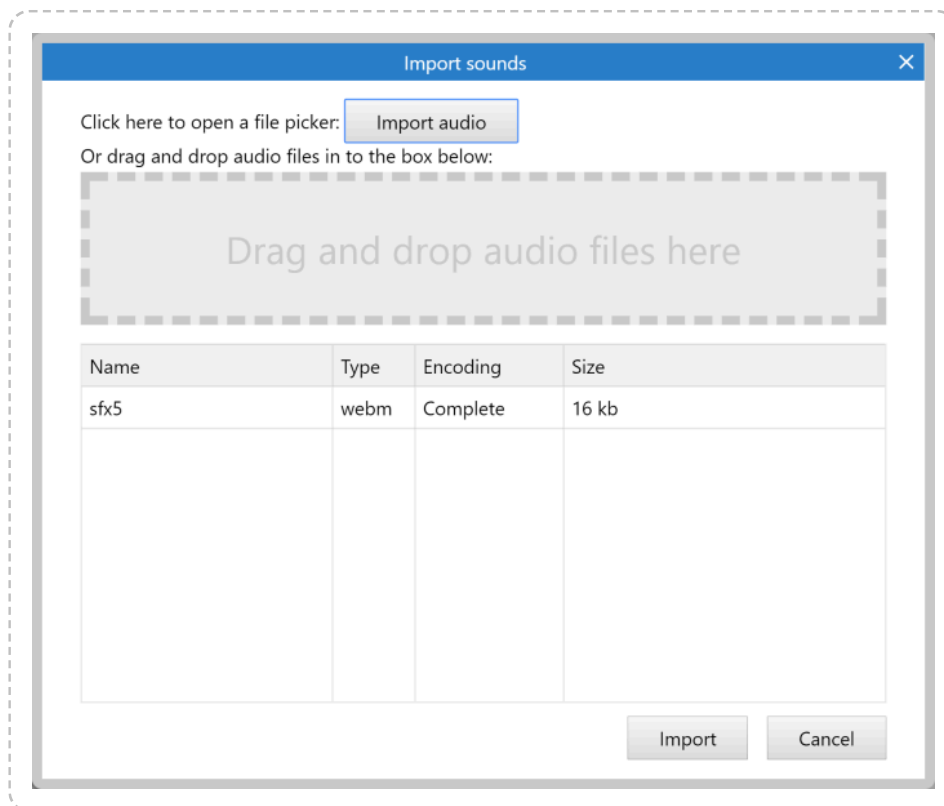 Import sounds
Click here to open a file picker: Import audio
Or drag and drop audio files in to the box below:
Drag and drop audio files here
Name Type Encoding Size
sfx5 webm Complete 16 kb
Import Cancel